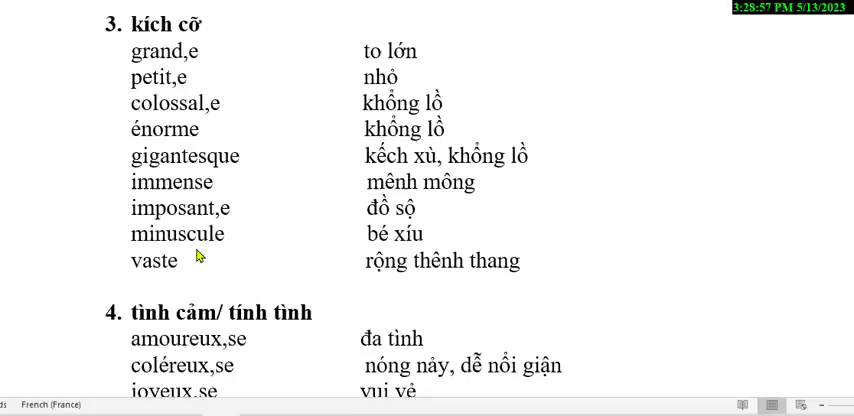 3:28:57 PM 5/13/2023
3. kích cỡ
grand,e to lớn
petit,e nhỏ
colossal,e khổng lồ
énorme khổng lồ
gigantesque kếch xù, khổng lồ
immense mênh mông
imposant,e đồ sộ
minuscule bé xíu
vaste rộng thênh thang
4. tình cảm/ tính tình
amoureux,se đa tình
coléreux,se nóng nảy, dễ nổi giận
joyeux,se vui vẻ
ds French (France)